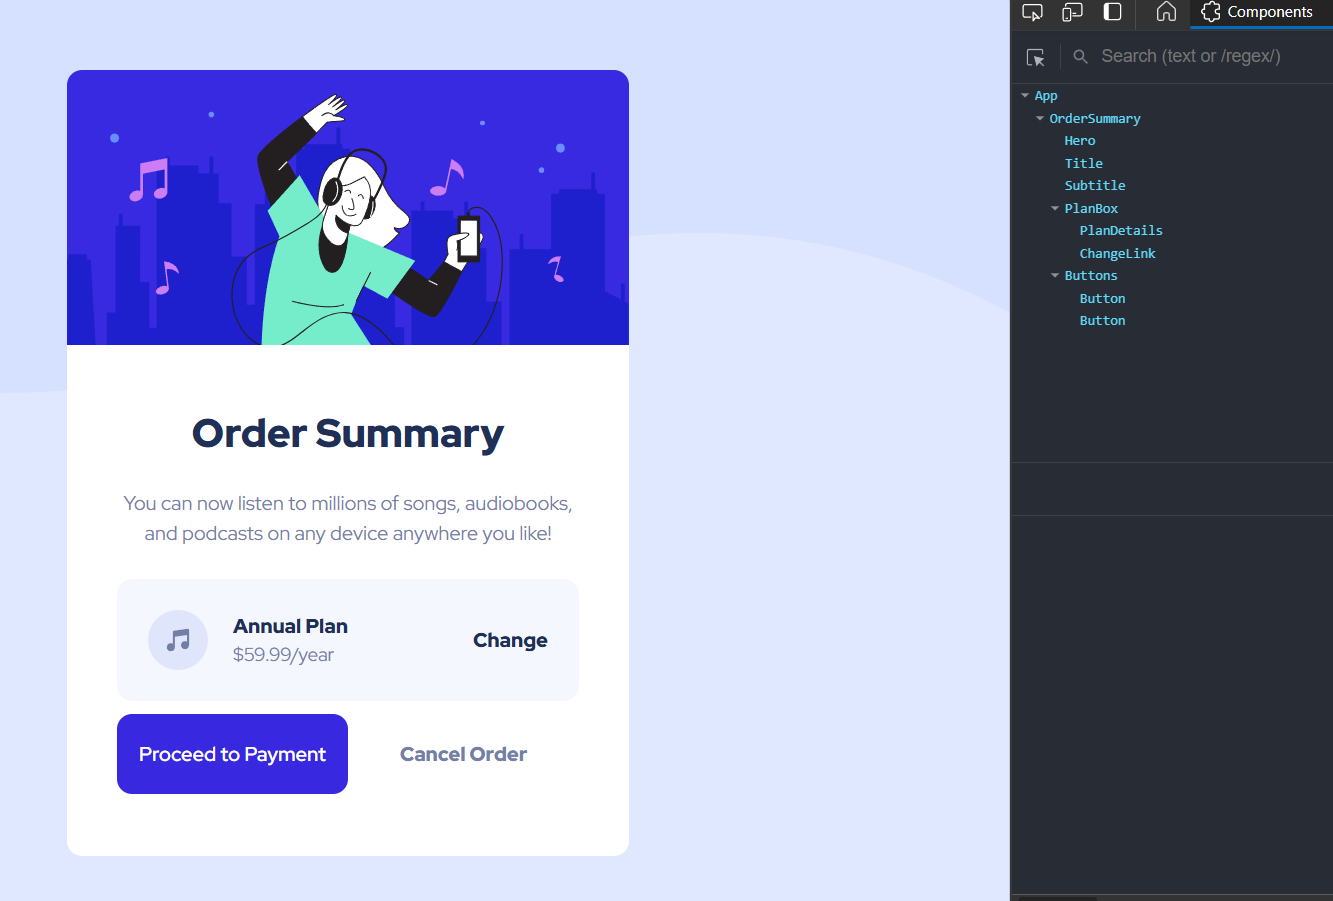 Components
Search (text or /regex/)
App
OrderSummary
Hero
Title
Subtitle
PlanBox
PlanDetails
ChangeLink
Buttons
Button
Button
Order Summary
You can now listen to millions of songs, audiobooks,
and podcasts on any device anywhere you like!
Annual Plan
$59.99/year
Change
Proceed to Payment
Cancel Order